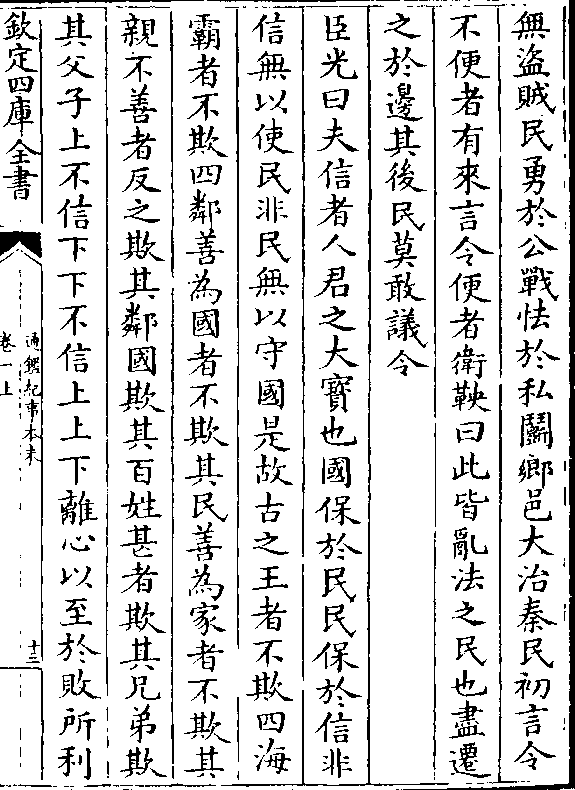 無盜賊民勇於公戰怯於私鬬鄉邑大治秦民初言令
不便者有來言令便者衛鞅曰此皆亂法之民也盡遷
之於邊其後民莫敢議令
臣光曰夫信者人君之大寳也國保於民民保於信非
信無以使民非民無以守國是故古之王者不欺四海
霸者不欺四鄰善為國者不欺其民善為家者不欺其
親不善者反之欺其鄰國欺其百姓甚者欺其兄弟欺
其父子上不信下下不信上上下離心以至於敗所利
欽定四庫全書
通鑑紀事本末
卷一上
十三